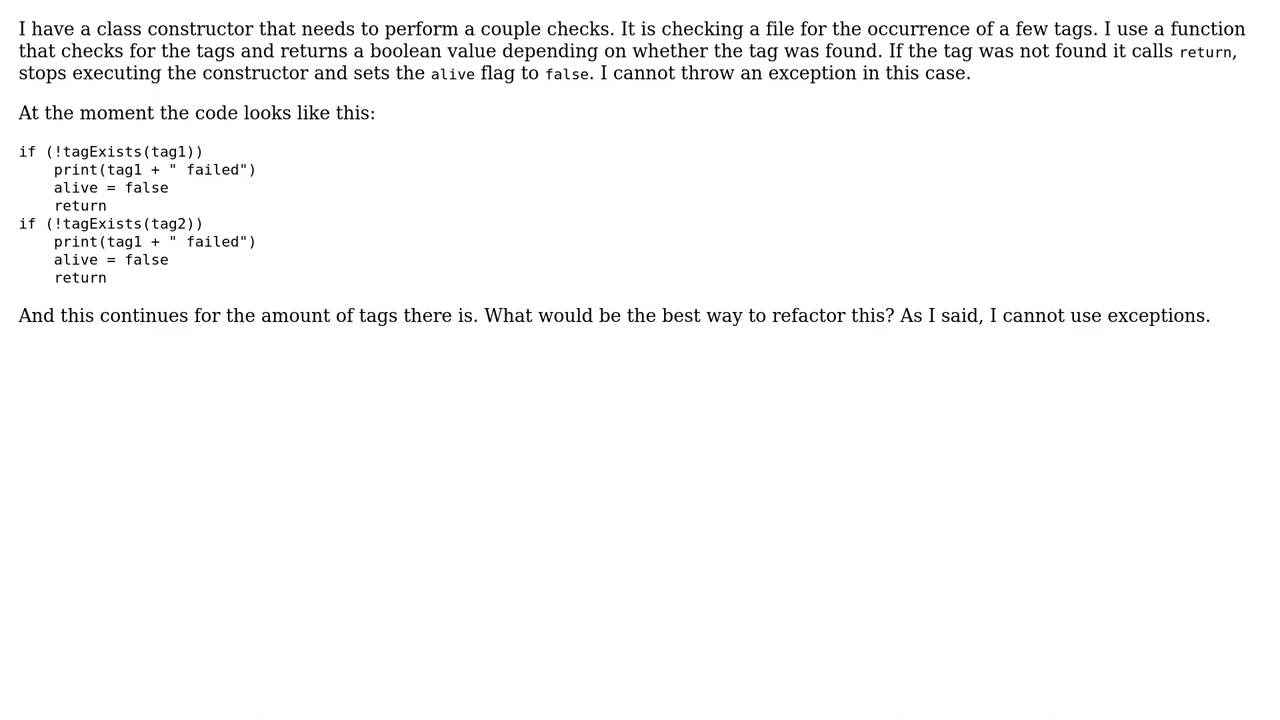 I have a class constructor that needs to perform a couple checks. It is checking a file for the occurrence of a few tags. I use a function
that checks for the tags and returns a boolean value depending on whether the tag was found. If the tag was not found it calls return,
stops executing the constructor and sets the alive flag to false. I cannot throw an exception in this case.
At the moment the code looks like this:
if (!tagExists(tag1))
    print(tag1 + " failed")
    alive = false
    return
if (!tagExists(tag2))
    print(tag1 + " failed")
    alive = false
    return
And this continues for the amount of tags there is. What would be the best way to refactor this? As I said, I cannot use exceptions.